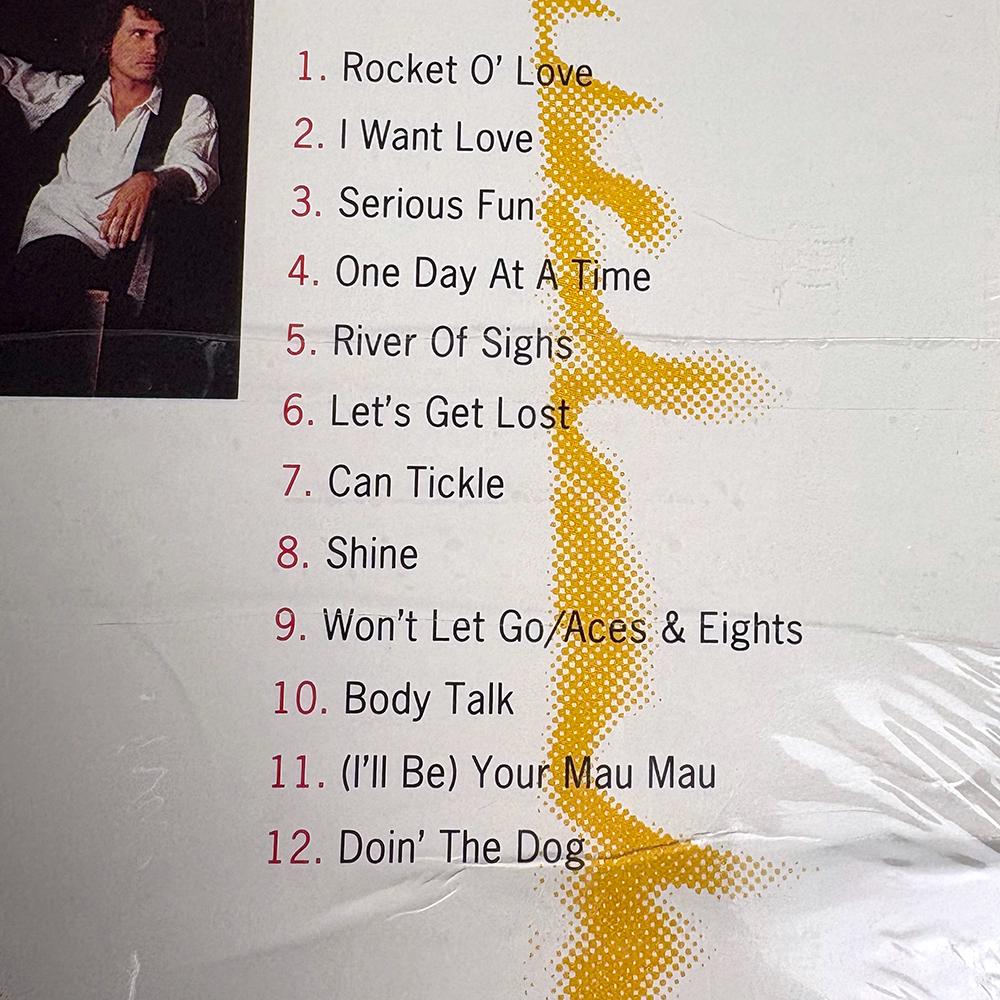 1. Rocket O' Love
2. I Want Love
3. Serious Fun
4. One Day At A Time
5. River Of Sighs
6. Let's Get Lost
7. Can Tickle
8. Shine
9. Won't Let Go/Aces & Eights
10. Body Talk
11. (I'll Be) Your Mau Mau
12. Doin' The Dog